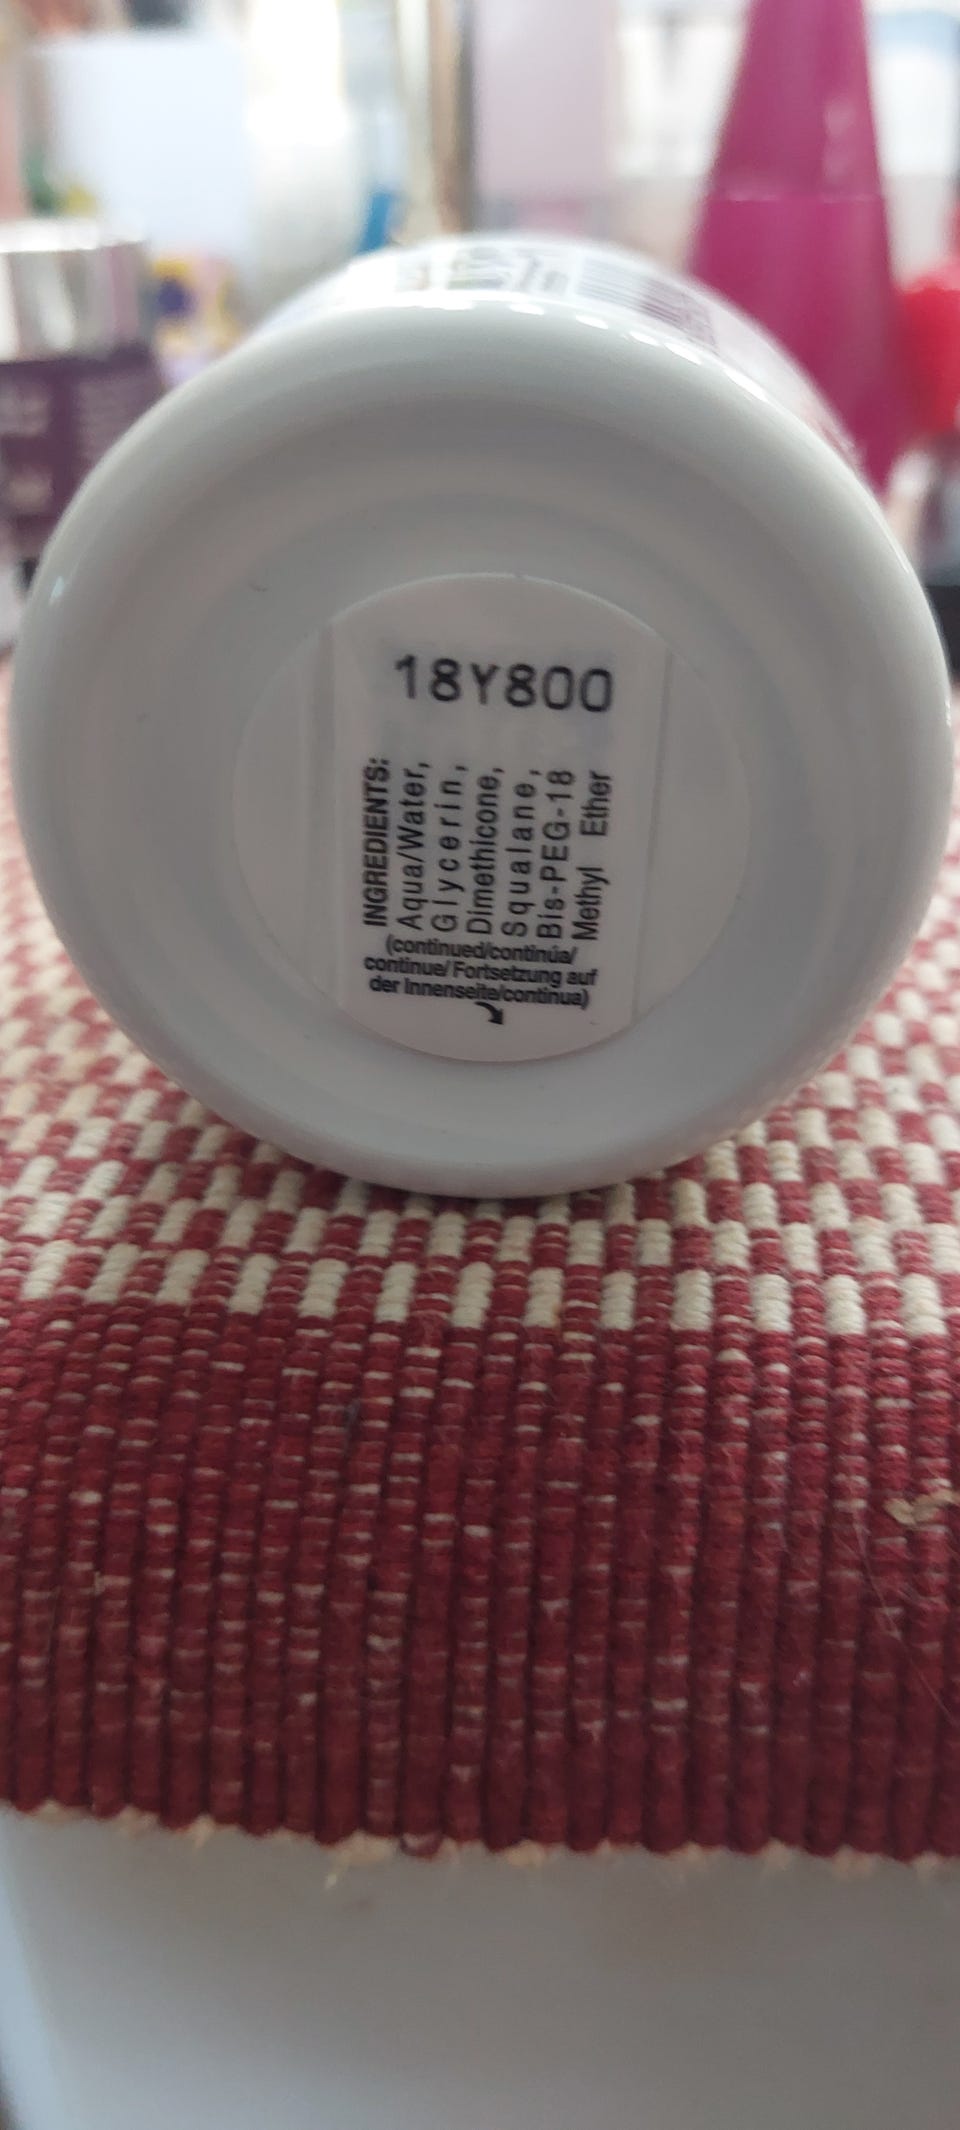 18Y800
INGREDIENTS:
Aqua/Water,
Glycerin,
Dimethicone,
Squalane,
Bis-PEG-18
Methyl Ether
(continued/continúa/
continue/Fortsetzung auf
der Innenseite/continua)